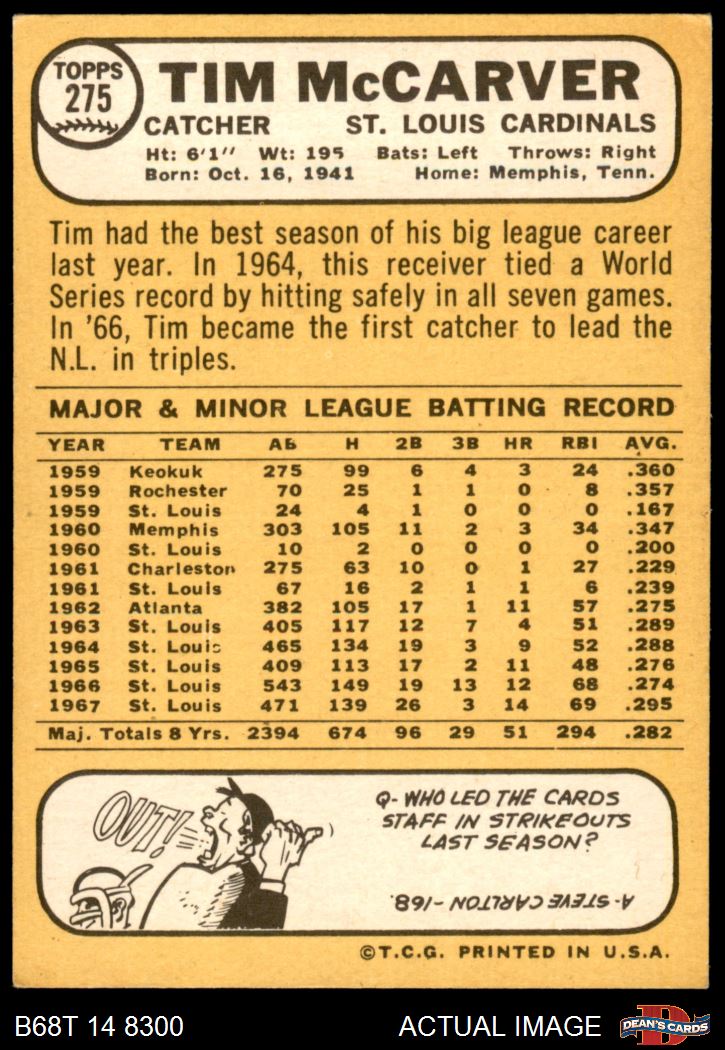 TOPPS
275
TIM McCARVER
CATCHER ST. LOUIS CARDINALS
Ht: 6'1" Wt: 195 Bats: Left Throws: Right
Born: Oct. 16, 1941 Home: Memphis, Tenn.
Tim had the best season of his big league career
last year. In 1964, this receiver tied a World
Series record by hitting safely in all seven games.
In '66, Tim became the first catcher to lead the
N.L. in triples.
MAJOR & MINOR LEAGUE BATTING RECORD
YEAR TEAM AB H 2B 3B HR RBI AVG.
1959 Keokuk 275 99 6 4 3 24 .360
1959 Rochester 70 25 1 1 0 8 .357
1959 St. Louis 24 4 1 0 0 0 .167
1960 Memphis 303 105 11 2 3 34 .347
1960 St. Louis 10 2 0 0 0 0 .200
1961 Charleston 275 63 10 0 1 27 .229
1961 St. Louis 67 16 2 1 1 6 .239
1962 Atlanta 382 105 17 1 11 57 .275
1963 St. Louis 405 117 12 7 4 51 .289
1964 St. Louis 465 134 19 3 9 52 .288
1965 St. Louis 409 113 17 2 11 48 .276
1966 St. Louis 543 149 19 13 12 68 .274
1967 St. Louis 471 139 26 3 14 69 .295
Maj. Totals 8 Yrs. 2394 674 96 29 51 294 .282
OUT!
Q- WHO LED THE CARDS
STAFF IN STRIKEOUTS
LAST SEASON?
A- STEVE CARLTON-168.
©T.C.G. PRINTED IN U.S.A.
B68T 14 8300 ACTUAL IMAGE
D
DEAN'S CARDS